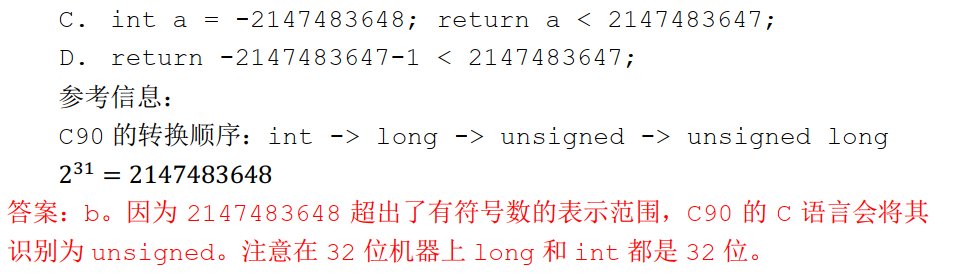 C. int a = -2147483648; return a < 2147483647;
D. return -2147483647-1 < 2147483647;
参考信息：
C90 的转换顺序：int -> long -> unsigned -> unsigned long
2³¹ = 2147483648
答案：b。因为 2147483648 超出了有符号数的表示范围，C90 的 C 语言会将其
识别为 unsigned。注意在 32 位机器上 long 和 int 都是 32 位。